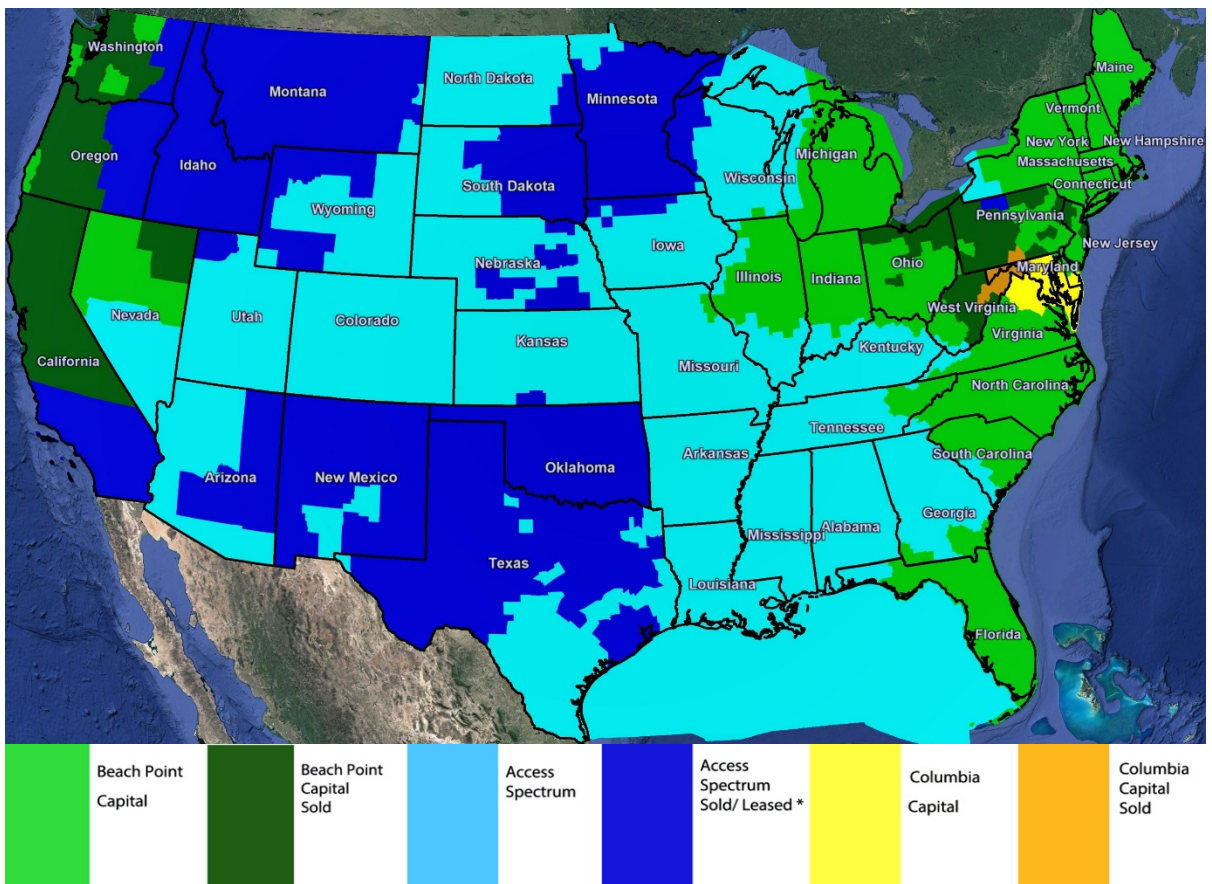 Washington
Montana
North Dakota
Minnesota
Maine
Vermont
Oregon
Idaho
Michigan
New York
New Hampshire
Massachusetts
Wisconsin
South Dakota
Wyoming
Connecticut
Pennsylvania
New Jersey
Iowa
Nebraska
Ohio
Maryland
Illinois
Indiana
Nevada
Utah
Colorado
West Virginia
Virginia
Kansas
Kentucky
California
Missouri
North Carolina
Tennessee
Arkansas
South Carolina
Oklahoma
Arizona
New Mexico
Georgia
Mississippi
Alabama
Texas
Louisiana
Florida
Beach Point
Capital
Beach Point
Capital
Sold
Access
Spectrum
Access
Spectrum
Sold/ Leased *
Columbia
Capital
Columbia
Capital
Sold